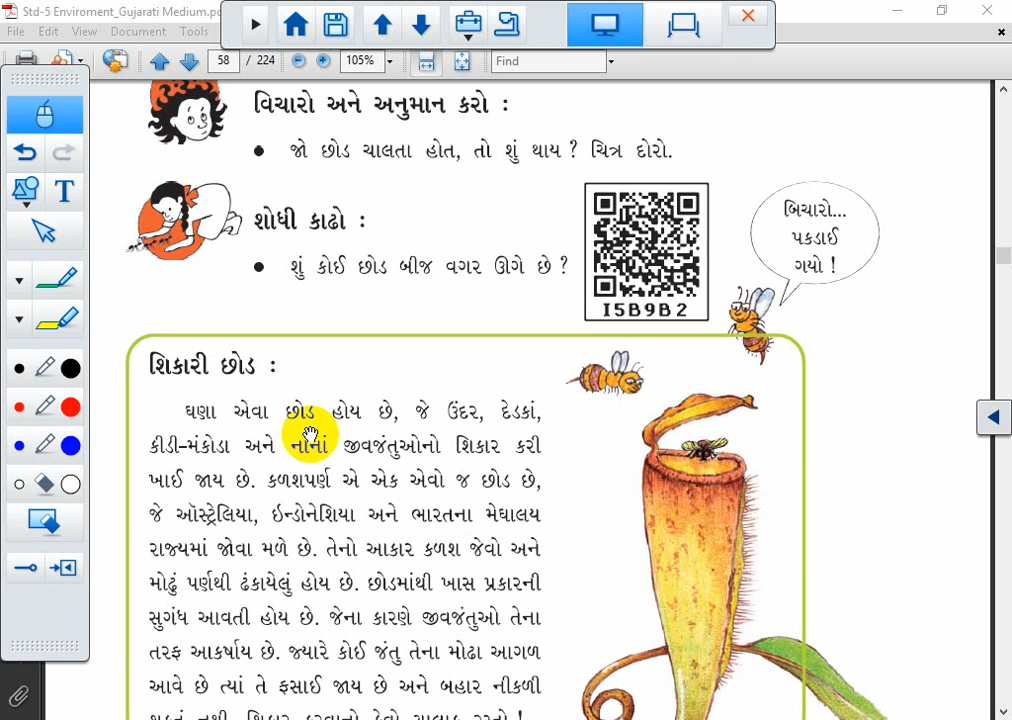 Std-5 Enviroment_Gujarati Medium.p
File Edit View Document Tools
58 / 224
105%
Find
વિચારો અને અનુમાન કરો :
● જો છોડ ચાલતા હોત, તો શું થાય ? ચિત્ર દોરો.
શોધી કાઢો :
● શું કોઈ છોડ બીજ વગર ઊગે છે ?
I5B9B2
બિચારો...
પકડાઈ
ગયો !
શિકારી છોડ :
ઘણા એવા છોડ હોય છે, જે ઉંદર, દેડકાં,
કીડી-મંકોડા અને નાનાં જીવજંતુઓનો શિકાર કરી
ખાઈ જાય છે. કળશપર્ણ એ એક એવો જ છોડ છે,
જે ઑસ્ટ્રેલિયા, ઇન્ડોનેશિયા અને ભારતના મેઘાલય
રાજ્યમાં જોવા મળે છે. તેનો આકાર કળશ જેવો અને
મોઢું પર્ણથી ઢંકાયેલું હોય છે. છોડમાંથી ખાસ પ્રકારની
સુગંધ આવતી હોય છે. જેના કારણે જીવજંતુઓ તેના
તરફ આકર્ષાય છે. જ્યારે કોઈ જંતુ તેના મોઢા આગળ
આવે છે ત્યાં તે ફસાઈ જાય છે અને બહાર નીકળી
T